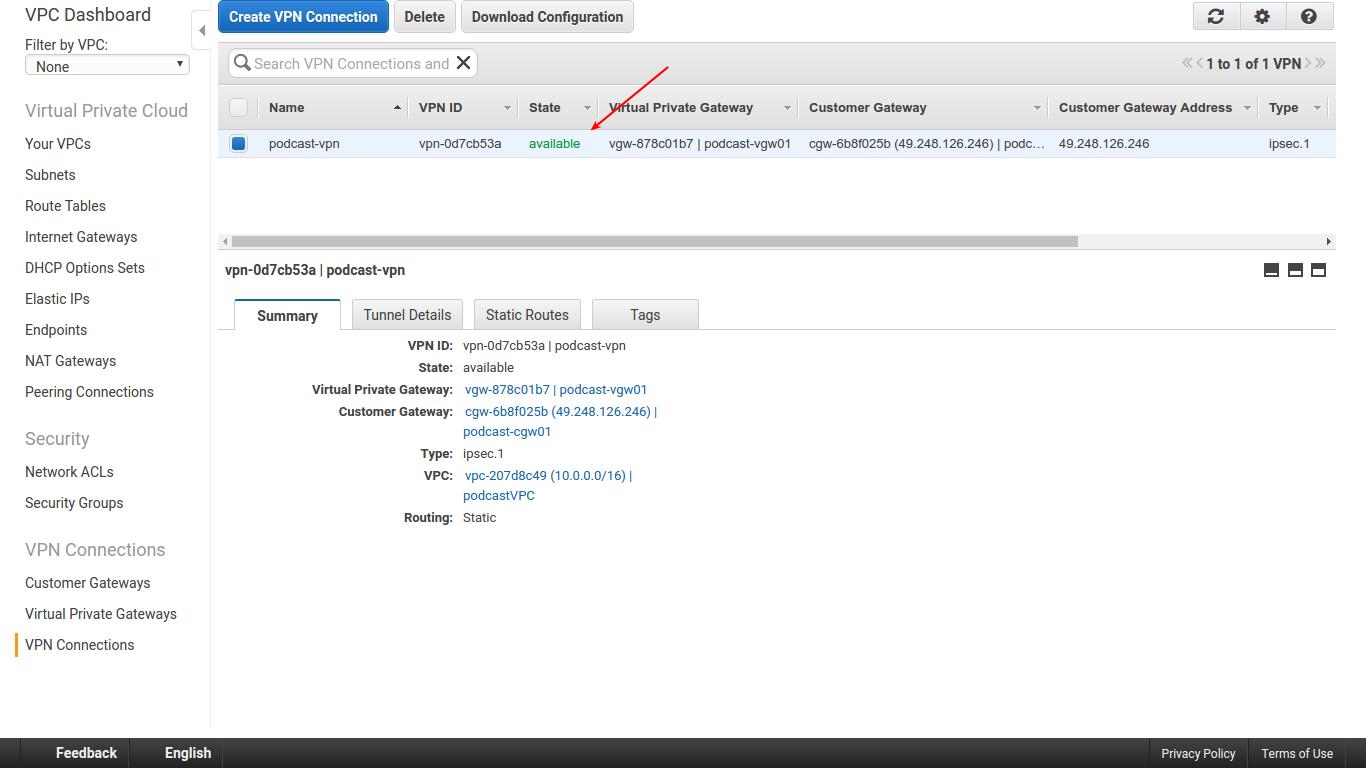 VPC Dashboard
Filter by VPC:
None
Virtual Private Cloud
Your VPCs
Subnets
Route Tables
Internet Gateways
DHCP Options Sets
Elastic IPs
Endpoints
NAT Gateways
Peering Connections
Security
Network ACLs
Security Groups
VPN Connections
Customer Gateways
Virtual Private Gateways
VPN Connections
Create VPN Connection Delete Download Configuration
Search VPN Connections and 1 to 1 of 1 VPN
Name VPN ID State Virtual Private Gateway Customer Gateway Customer Gateway Address Type
podcast-vpn vpn-0d7cb53a available vgw-878c01b7 | podcast-vgw01 cgw-6b8f025b (49.248.126.246) | podc... 49.248.126.246 ipsec.1
vpn-0d7cb53a | podcast-vpn
Summary Tunnel Details Static Routes Tags
VPN ID: vpn-0d7cb53a | podcast-vpn
State: available
Virtual Private Gateway: vgw-878c01b7 | podcast-vgw01
Customer Gateway: cgw-6b8f025b (49.248.126.246) |
podcast-cgw01
Type: ipsec.1
VPC: vpc-207d8c49 (10.0.0.0/16) |
podcastVPC
Routing: Static
Feedback English Privacy Policy Terms of Use